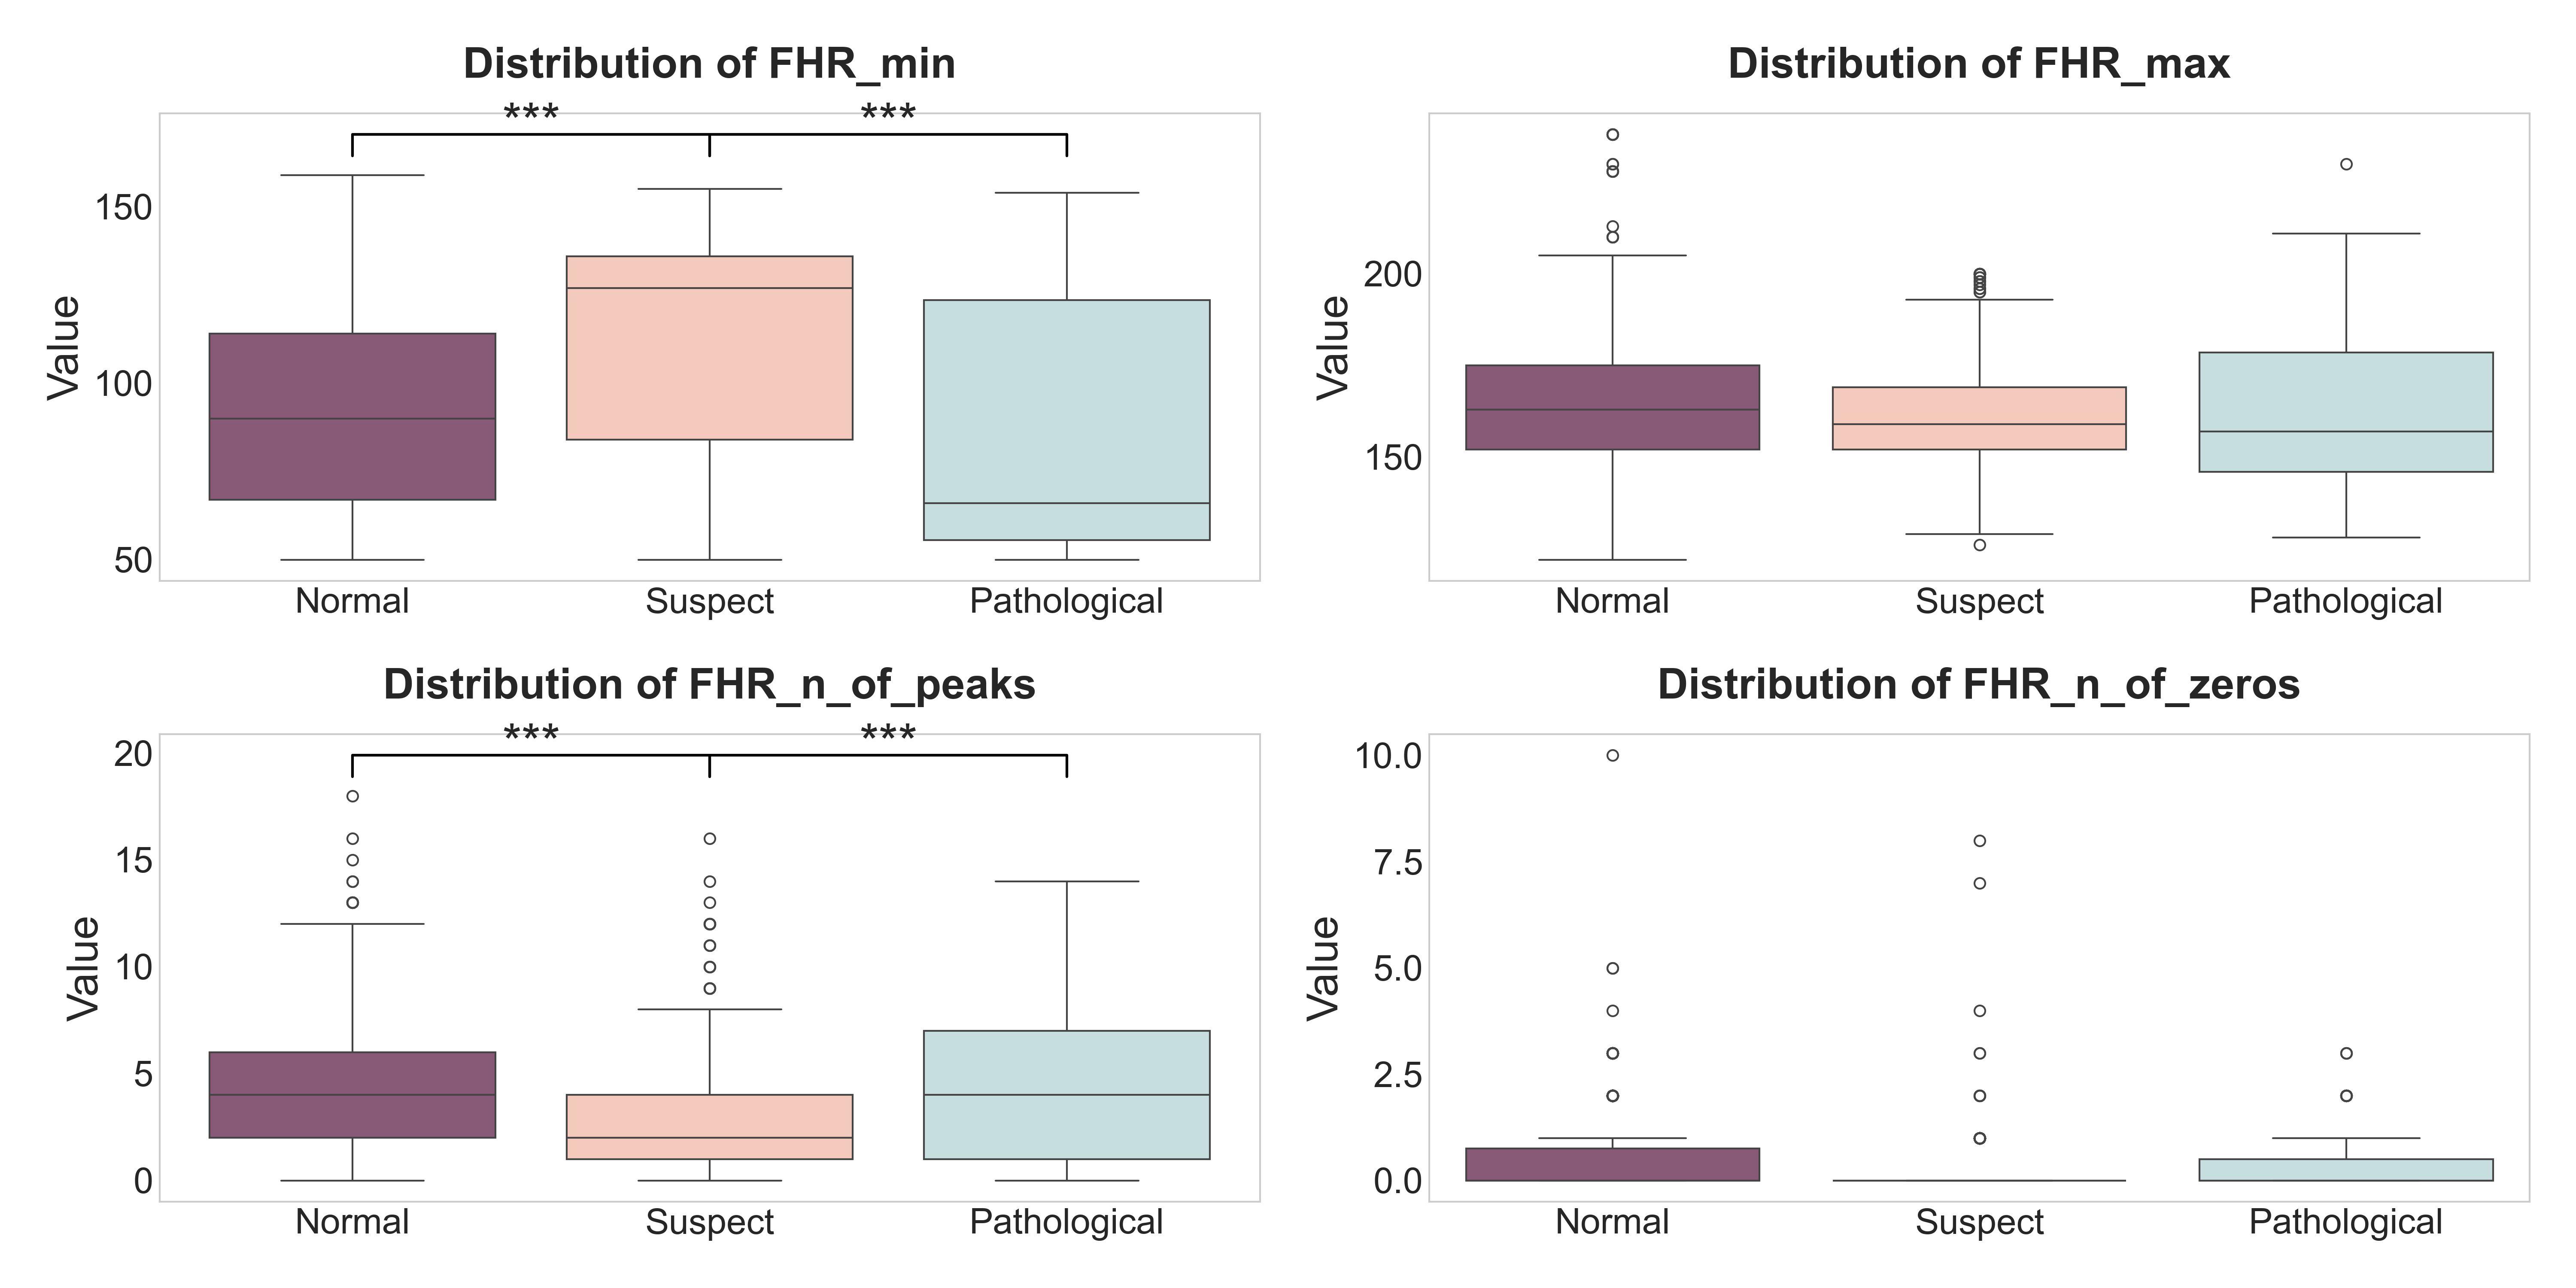 Distribution of FHR_min
*** ***
Value
150
100
50
Normal Suspect Pathological
Distribution of FHR_max
Value
200
150
Normal Suspect Pathological
Distribution of FHR_n_of_peaks
*** ***
Value
20
15
10
5
0
Normal Suspect Pathological
Distribution of FHR_n_of_zeros
Value
10.0
7.5
5.0
2.5
0.0
Normal Suspect Pathological